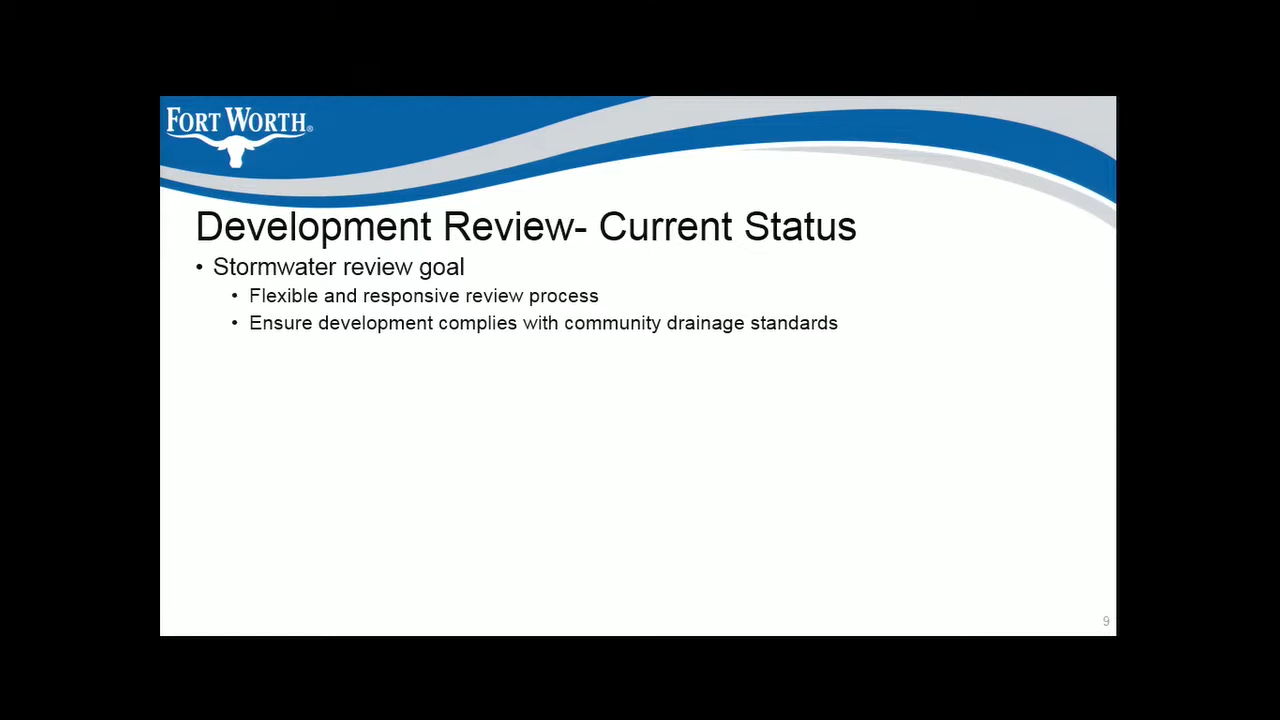 FORT WORTH®
Development Review- Current Status
• Stormwater review goal
• Flexible and responsive review process
• Ensure development complies with community drainage standards
9